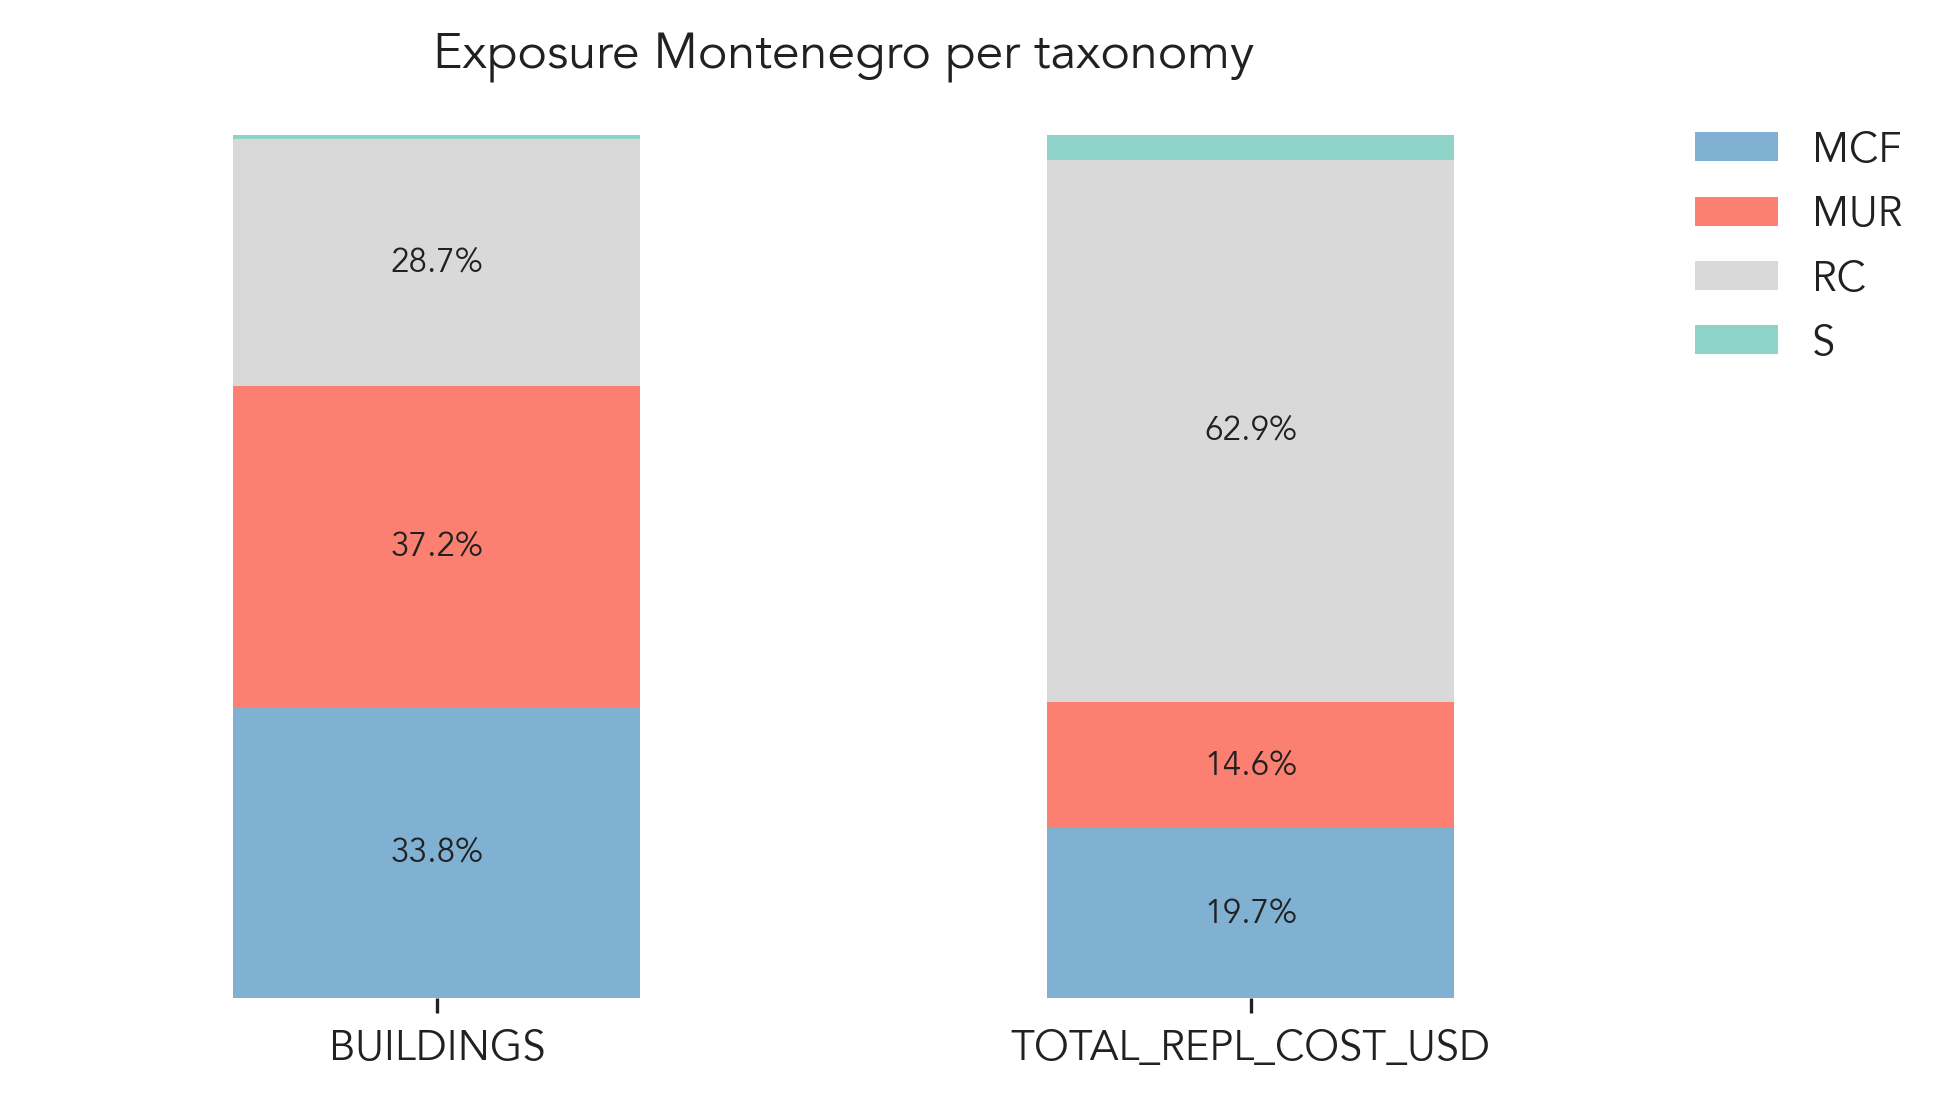 Exposure Montenegro per taxonomy
MCF
MUR
RC
S
28.7%
37.2%
33.8%
62.9%
14.6%
19.7%
BUILDINGS
TOTAL_REPL_COST_USD